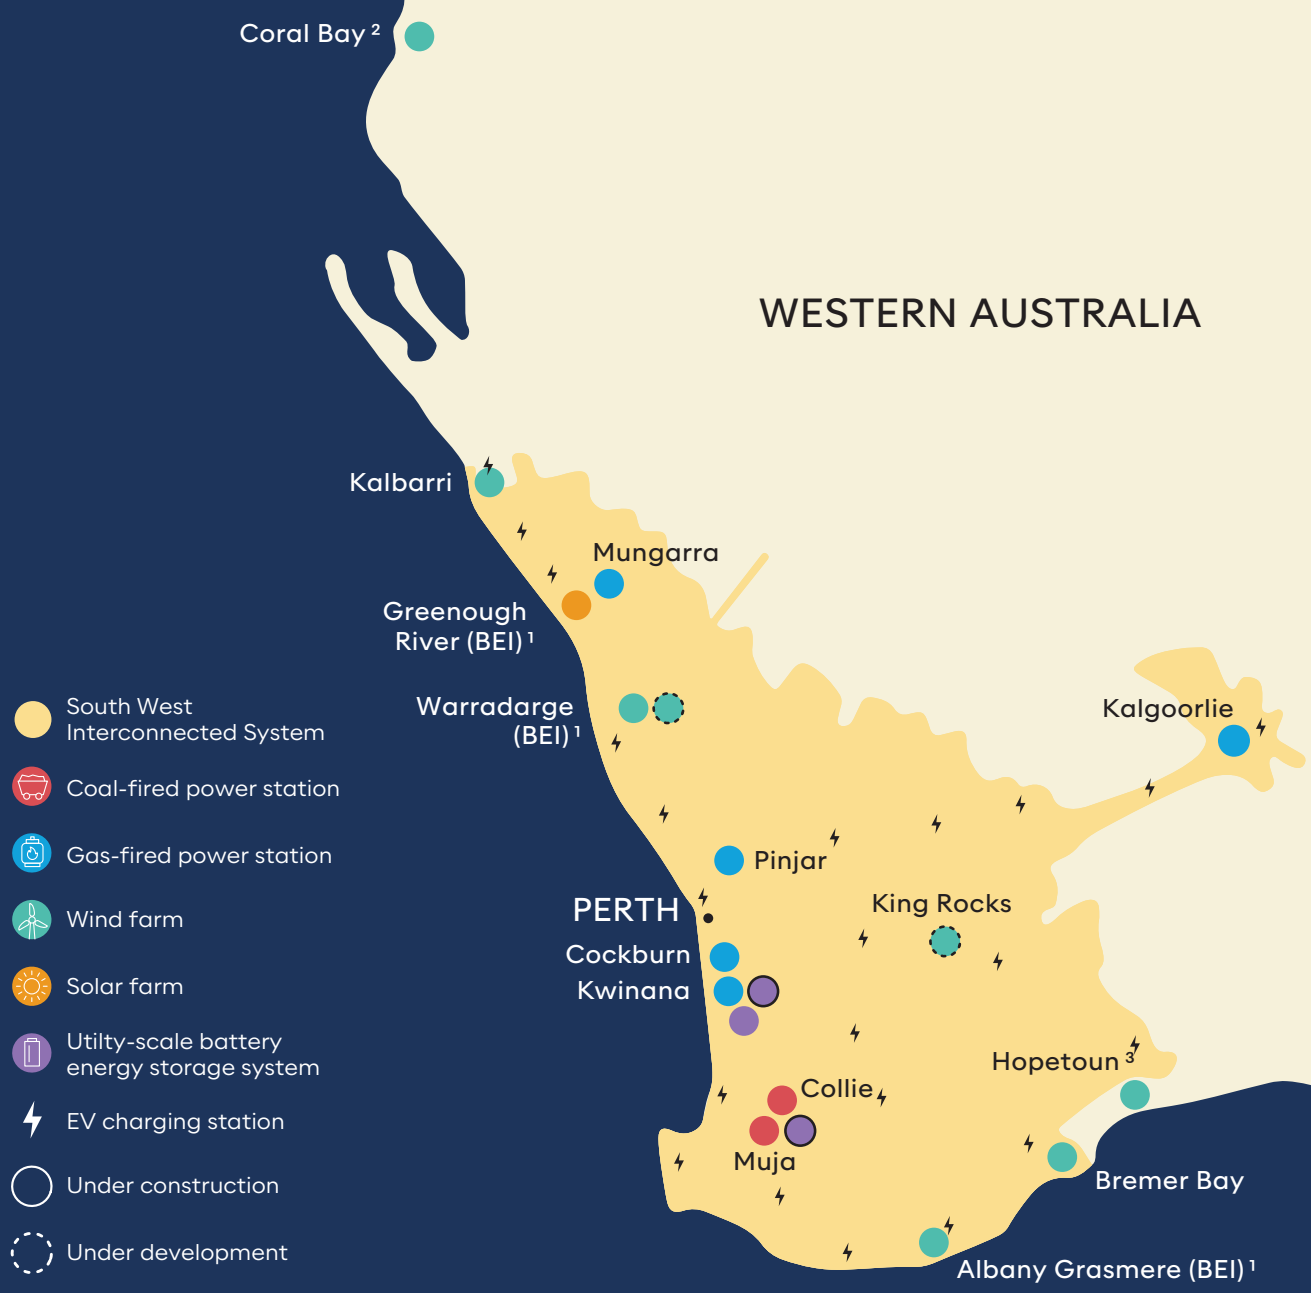 Coral Bay ²
WESTERN AUSTRALIA
Kalbarri
Mungarra
Greenough
River (BEI) ¹
Warradarge
(BEI) ¹
Kalgoorlie
Pinjar
PERTH
King Rocks
Cockburn
Kwinana
Hopetoun ³
Collie
Muja
Bremer Bay
Albany Grasmere (BEI) ¹
South West
Interconnected System
Coal-fired power station
Gas-fired power station
Wind farm
Solar farm
Utilty-scale battery
energy storage system
EV charging station
Under construction
Under development